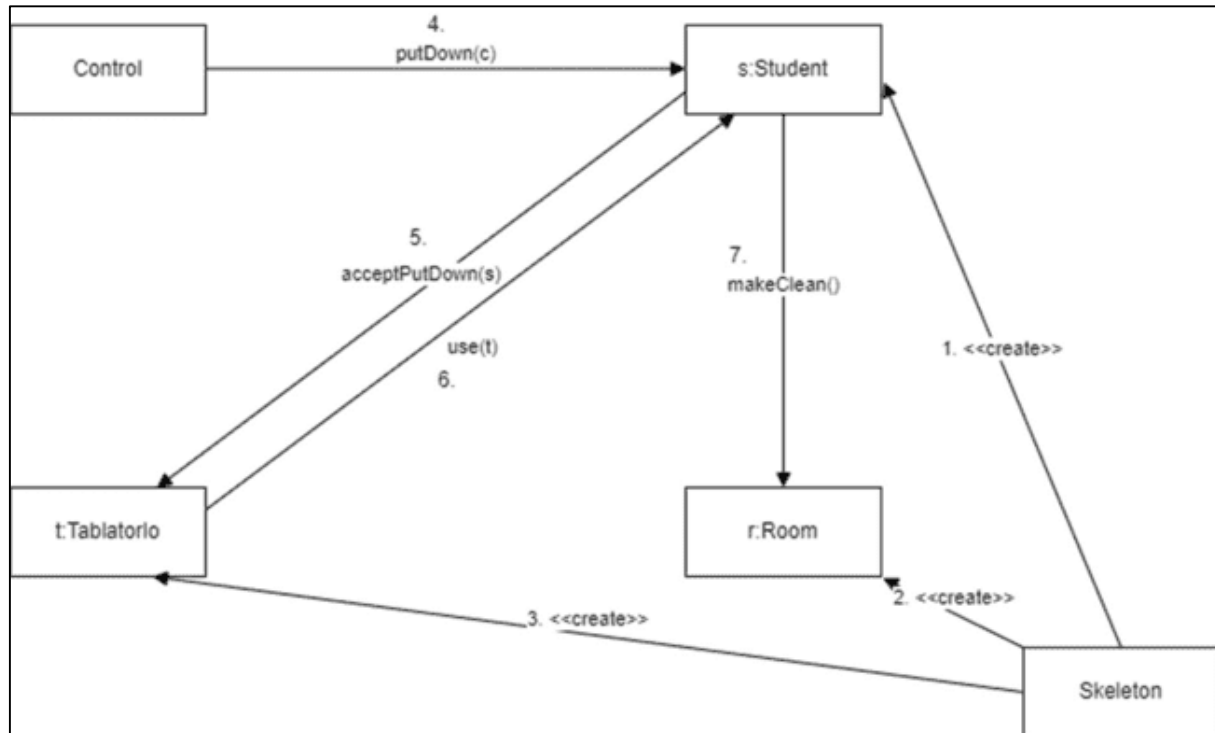 4.
putDown(c)
Control
s:Student
5.
acceptPutDown(s)
7.
makeClean()
use(t)
6.
1. <<create>>
t:Tablatorlo
r:Room
2. <<create>>
3. <<create>>
Skeleton